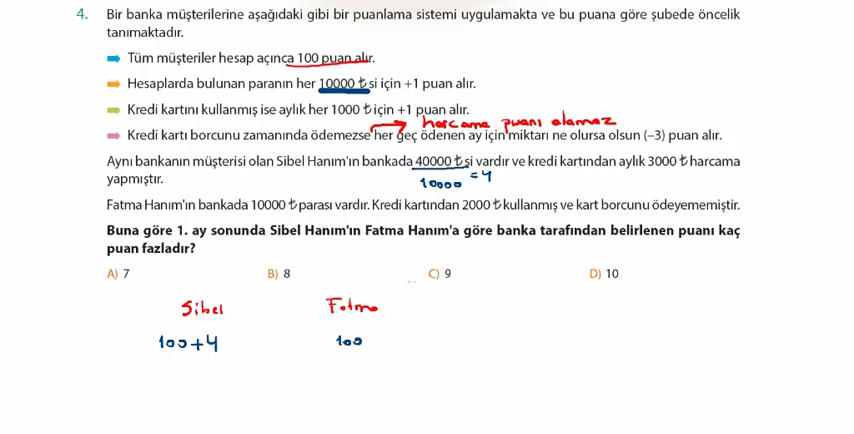 4. Bir banka müşterilerine aşağıdaki gibi bir puanlama sistemi uygulamakta ve bu puana göre şubede öncelik
tanımaktadır.
Tüm müşteriler hesap açınca 100 puan alır.
Hesaplarda bulunan paranın her 10000 ₺ si için +1 puan alır.
Kredi kartını kullanmış ise aylık her 1000 ₺ için +1 puan alır.
harcama puanı alamaz
Kredi kartı borcunu zamanında ödemezse her geç ödenen ay için miktarı ne olursa olsun (–3) puan alır.
Aynı bankanın müşterisi olan Sibel Hanım'ın bankada 40000 ₺ si vardır ve kredi kartından aylık 3000 ₺ harcama
yapmıştır.
10000 = 4
Fatma Hanım'ın bankada 10000 ₺ parası vardır. Kredi kartından 2000 ₺ kullanmış ve kart borcunu ödeyememiştir.
Buna göre 1. ay sonunda Sibel Hanım'ın Fatma Hanım'a göre banka tarafından belirlenen puanı kaç
puan fazladır?
A) 7 B) 8 C) 9 D) 10
Sibel Fatma
100+4 100